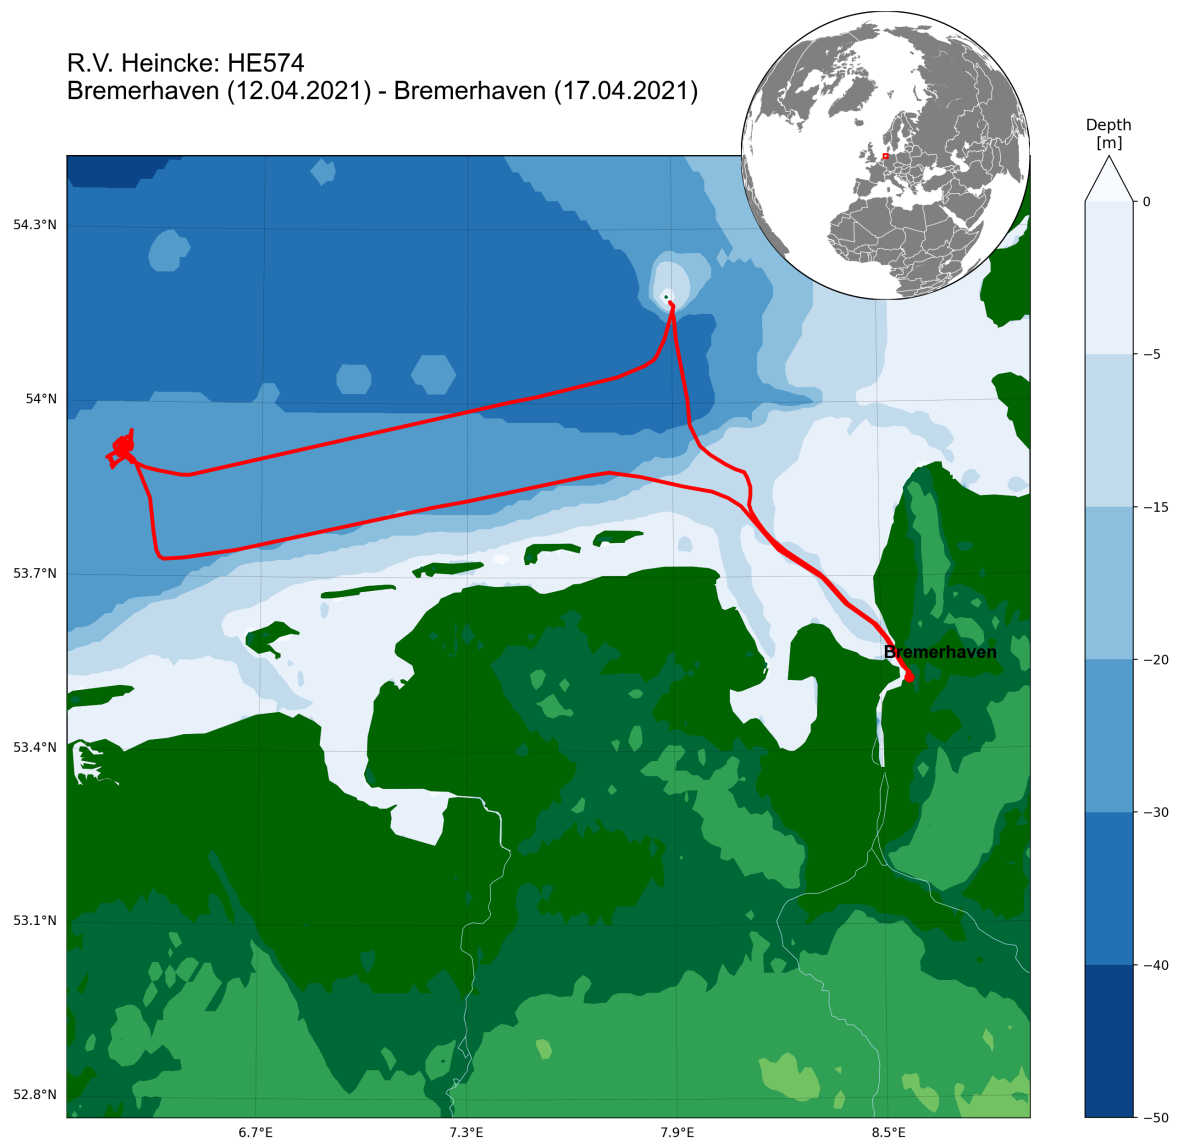 R.V. Heincke: HE574
Bremerhaven (12.04.2021) - Bremerhaven (17.04.2021)
Depth
[m]
0
−5
−15
−20
−30
−40
−50
54.3°N
54°N
53.7°N
53.4°N
53.1°N
52.8°N
Bremerhaven
6.7°E
7.3°E
7.9°E
8.5°E